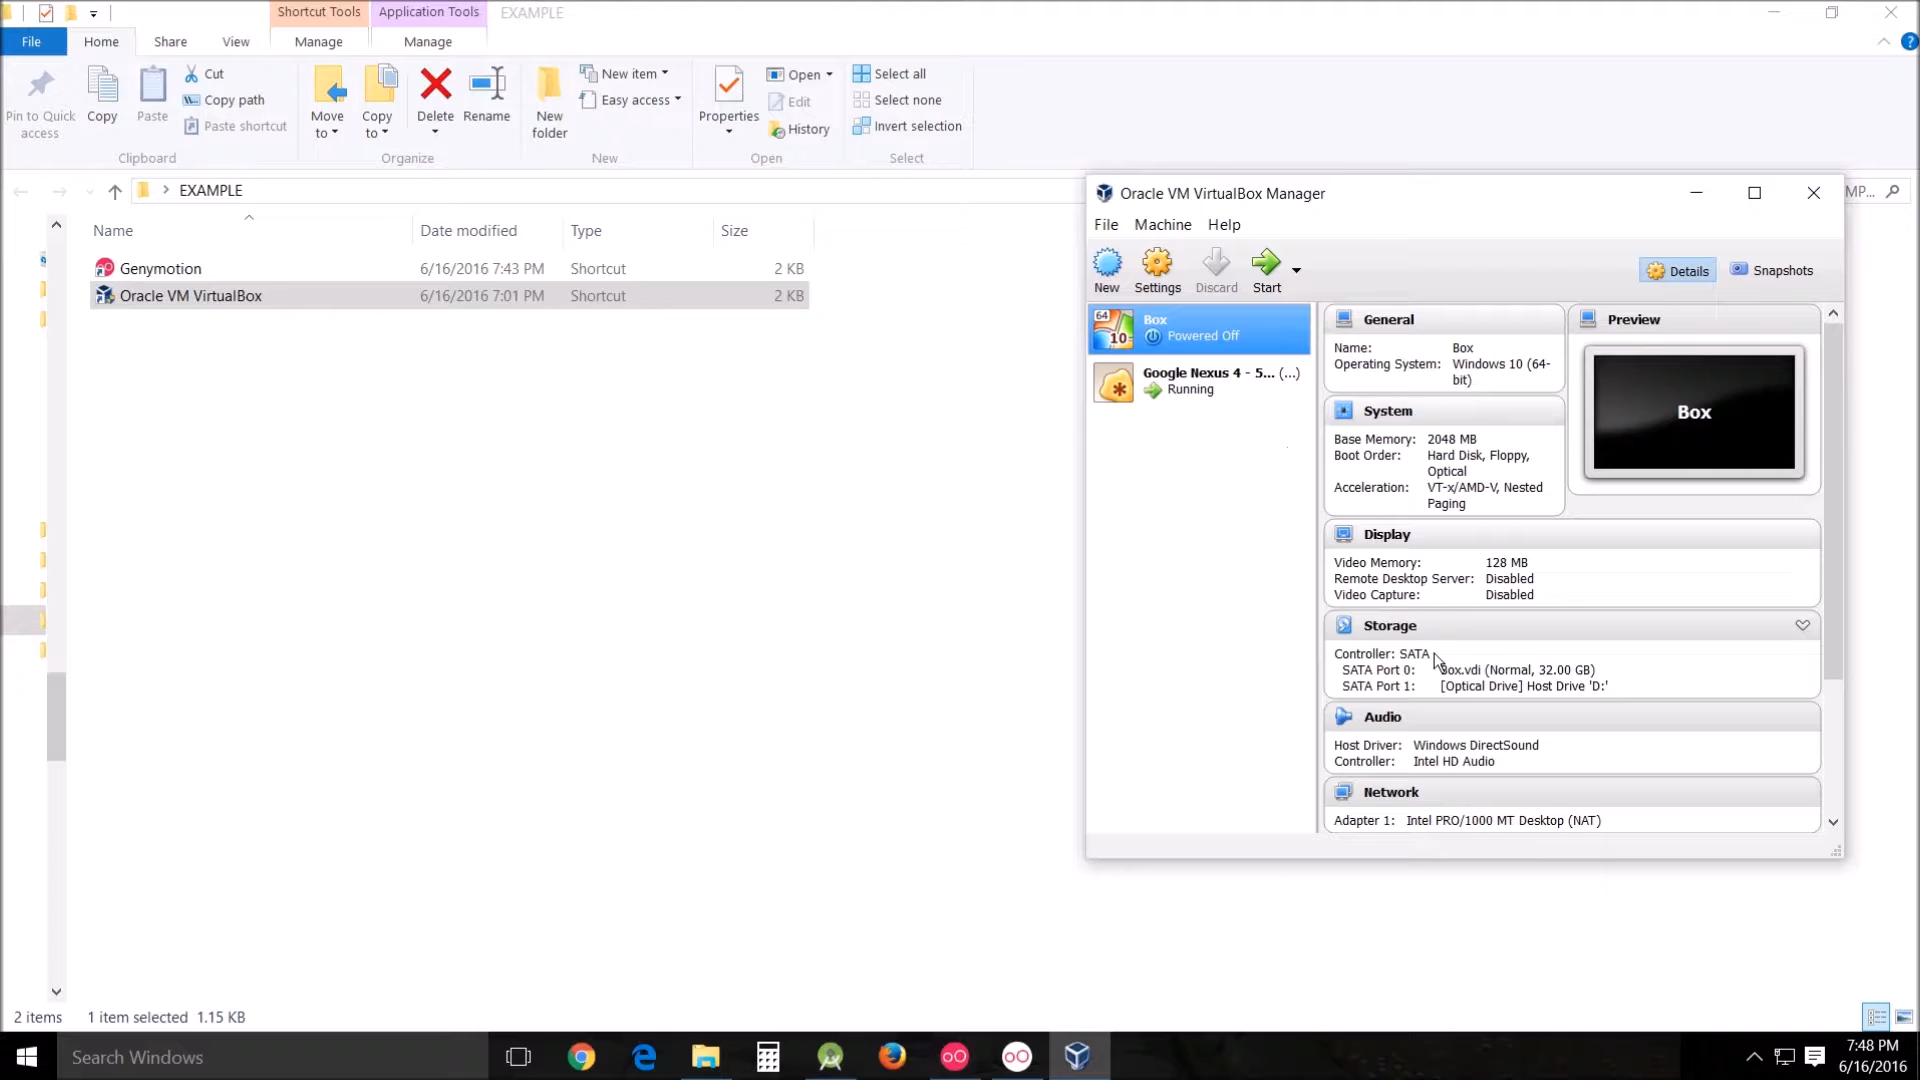 Shortcut Tools
Application Tools
EXAMPLE
File
Home
Share
View
Manage
Manage
Pin to Quick access
Copy
Paste
Cut
Copy path
Paste shortcut
Clipboard
Move to
Copy to
Delete
Rename
Organize
New folder
New item
Easy access
New
Properties
Open
Edit
History
Open
Select all
Select none
Invert selection
Select
EXAMPLE
Name
Date modified
Type
Size
Genymotion 6/16/2016 7:43 PM Shortcut 2 KB
Oracle VM VirtualBox 6/16/2016 7:01 PM Shortcut 2 KB
Oracle VM VirtualBox Manager
MP...
File Machine Help
New
Settings
Discard
Start
Details
Snapshots
64
10
Box
Powered Off
Google Nexus 4 - 5... (...)
Running
General
Name: Box
Operating System: Windows 10 (64-
bit)
Preview
Box
System
Base Memory: 2048 MB
Boot Order: Hard Disk, Floppy,
Optical
Acceleration: VT-x/AMD-V, Nested
Paging
Display
Video Memory: 128 MB
Remote Desktop Server: Disabled
Video Capture: Disabled
Storage
Controller: SATA
SATA Port 0: Box.vdi (Normal, 32.00 GB)
SATA Port 1: [Optical Drive] Host Drive 'D:'
Audio
Host Driver: Windows DirectSound
Controller: Intel HD Audio
Network
Adapter 1: Intel PRO/1000 MT Desktop (NAT)
2 items 1 item selected 1.15 KB
Search Windows
7:48 PM
6/16/2016